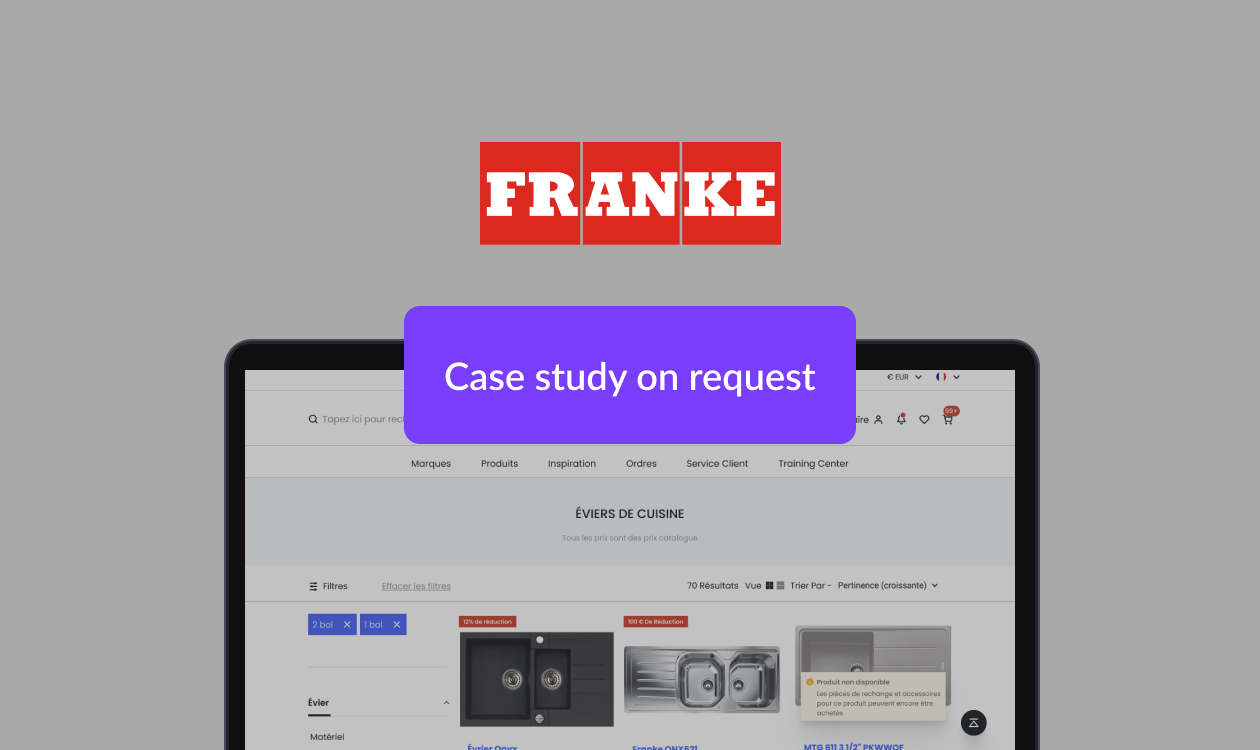 FRANKE
Case study on request
€ EUR
Tapez ici pour
99+
Marques Produits Inspiration Ordres Service Client Training Center
ÉVIERS DE CUISINE
Tous les prix sont des prix catalogue
Filtres Effacer les filtres 70 Résultats Vue Trier Par - Pertinence (croissante)
2 bol 1 bol
12% de réduction 100 € De Réduction
Produit non disponible
Les pièces de rechange et accessoires
pour ce produit peuvent encore être
achetés
Évier
Matériel
Évrier Onyx Franke ONX621 MTG 611 3 1/2" PKWWOF